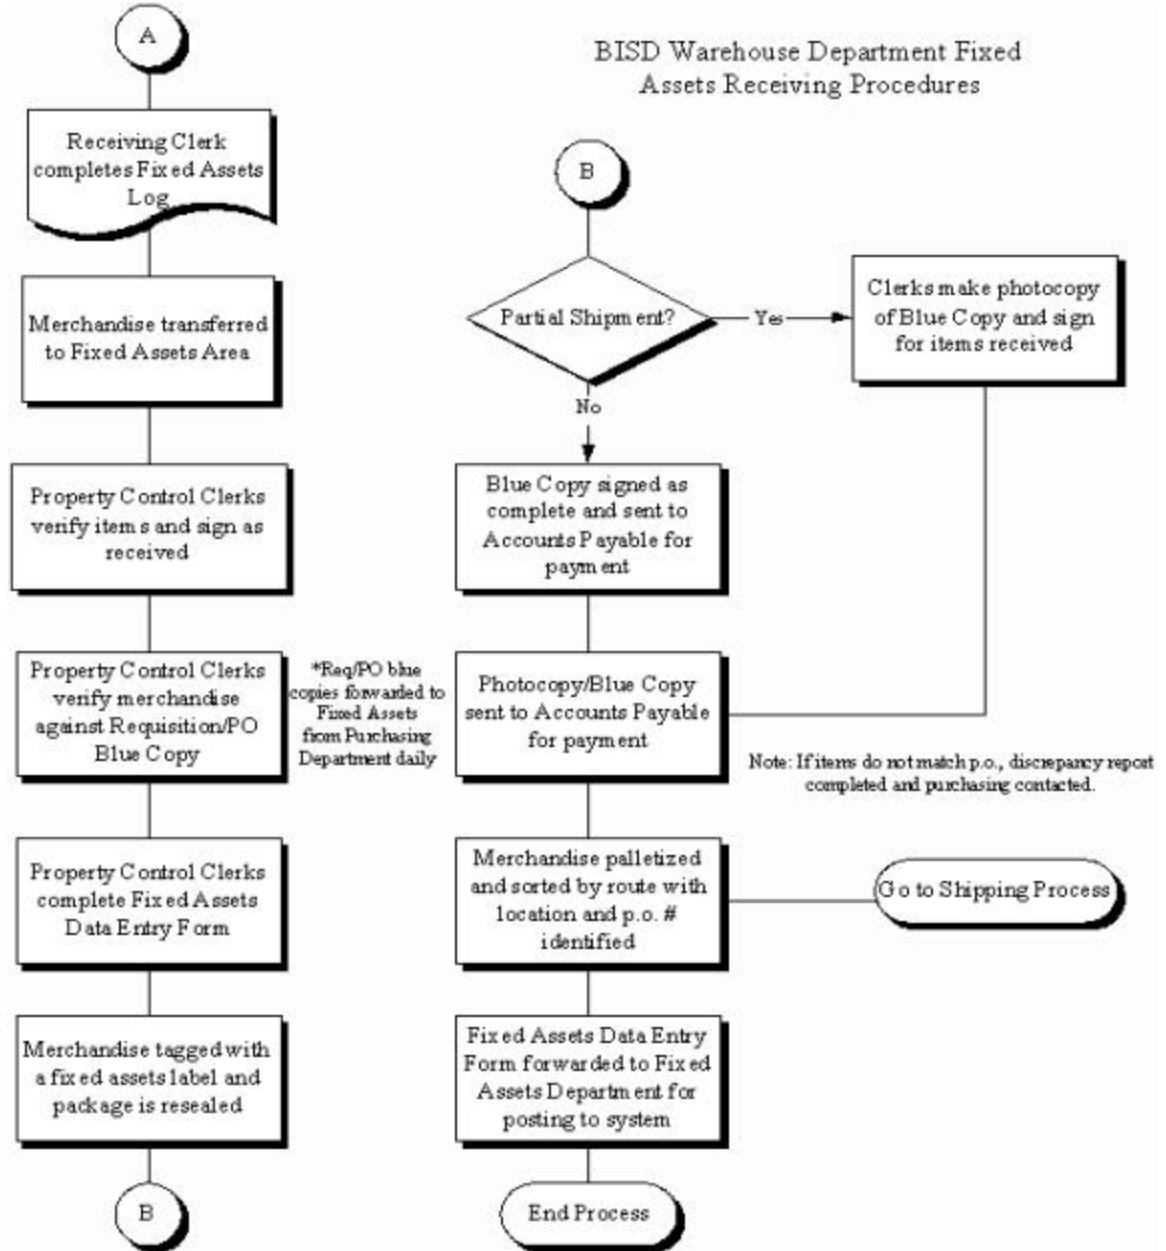 A
BISD Warehouse Department Fixed
Assets Receiving Procedures
Receiving Clerk
completes Fixed Assets
Log
Merchandise transferred
to Fixed Assets Area
Property Control Clerks
verify items and sign as
received
Property Control Clerks
verify merchandise
against Requisition/PO
Blue Copy
*Req/PO blue
copies forwarded to
Fixed Assets
from Purchasing
Department daily
Property Control Clerks
complete Fixed Assets
Data Entry Form
Merchandise tagged with
a fixed assets label and
package is resealed
B
B
Partial Shipment?
Yes
Clerks make photocopy
of Blue Copy and sign
for items received
No
Blue Copy signed as
complete and sent to
Accounts Payable for
payment
Photocopy/Blue Copy
sent to Accounts Payable
for payment
Note: If items do not match p.o., discrepancy report
completed and purchasing contacted.
Merchandise palletized
and sorted by route with
location and p.o. #
identified
Go to Shipping Process
Fixed Assets Data Entry
Form forwarded to Fixed
Assets Department for
posting to system
End Process